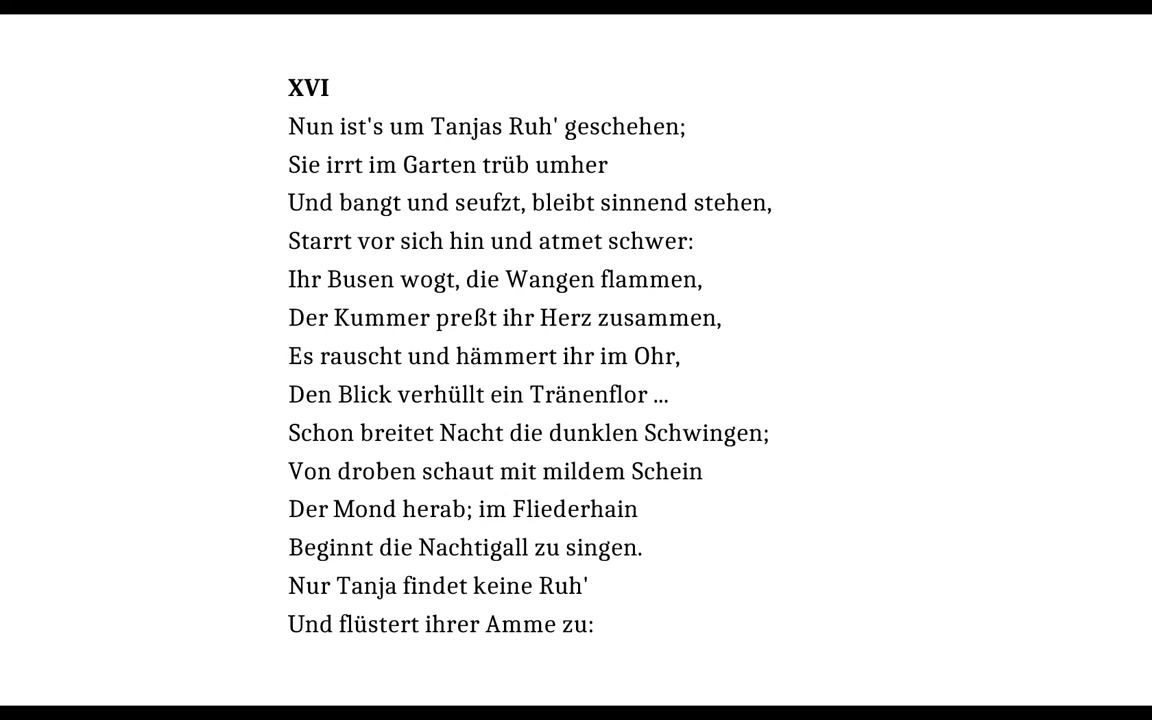 XVI
Nun ist's um Tanjas Ruh' geschehen;
Sie irrt im Garten trüb umher
Und bangt und seufzt, bleibt sinnend stehen,
Starrt vor sich hin und atmet schwer:
Ihr Busen wogt, die Wangen flammen,
Der Kummer preßt ihr Herz zusammen,
Es rauscht und hämmert ihr im Ohr,
Den Blick verhüllt ein Tränenflor ...
Schon breitet Nacht die dunklen Schwingen;
Von droben schaut mit mildem Schein
Der Mond herab; im Fliederhain
Beginnt die Nachtigall zu singen.
Nur Tanja findet keine Ruh'
Und flüstert ihrer Amme zu: